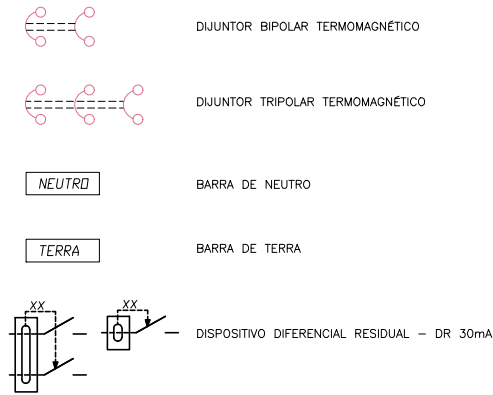 DIJUNTOR BIPOLAR TERMOMAGNÉTICO
DIJUNTOR TRIPOLAR TERMOMAGNÉTICO
NEUTRO BARRA DE NEUTRO
TERRA BARRA DE TERRA
XX XX
DISPOSITIVO DIFERENCIAL RESIDUAL – DR 30mA